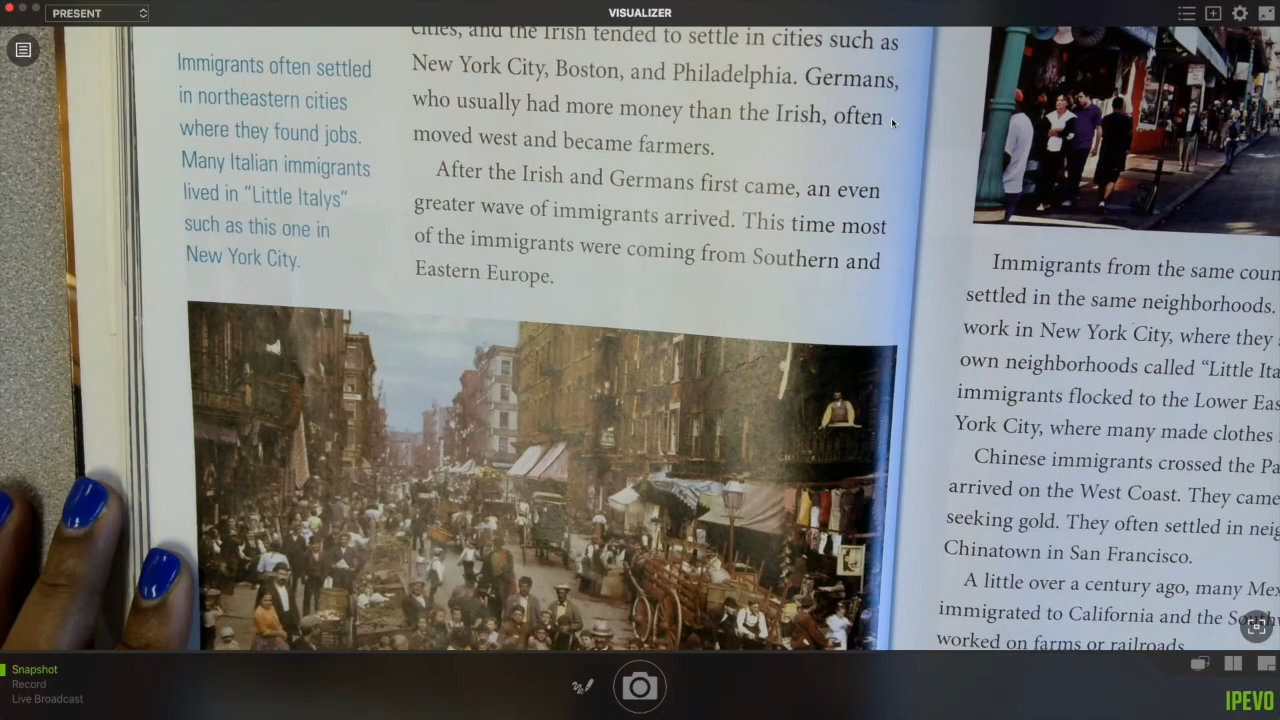 PRESENT
VISUALIZER
Immigrants often settled
in northeastern cities
where they found jobs.
Many Italian immigrants
lived in “Little Italys”
such as this one in
New York City.
cities, and the Irish tended to settle in cities such as
New York City, Boston, and Philadelphia. Germans,
who usually had more money than the Irish, often
moved west and became farmers.
After the Irish and Germans first came, an even
greater wave of immigrants arrived. This time most
of the immigrants were coming from Southern and
Eastern Europe.
Immigrants from the same coun
settled in the same neighborhoods.
work in New York City, where they
own neighborhoods called “Little Ita
immigrants flocked to the Lower Eas
York City, where many made clothes
Chinese immigrants crossed the Pa
arrived on the West Coast. They came
seeking gold. They often settled in neig
Chinatown in San Francisco.
A little over a century ago, many Mex
immigrated to California and the Southw
worked on farms or railroads.
Snapshot
Record
Live Broadcast
IPEVO